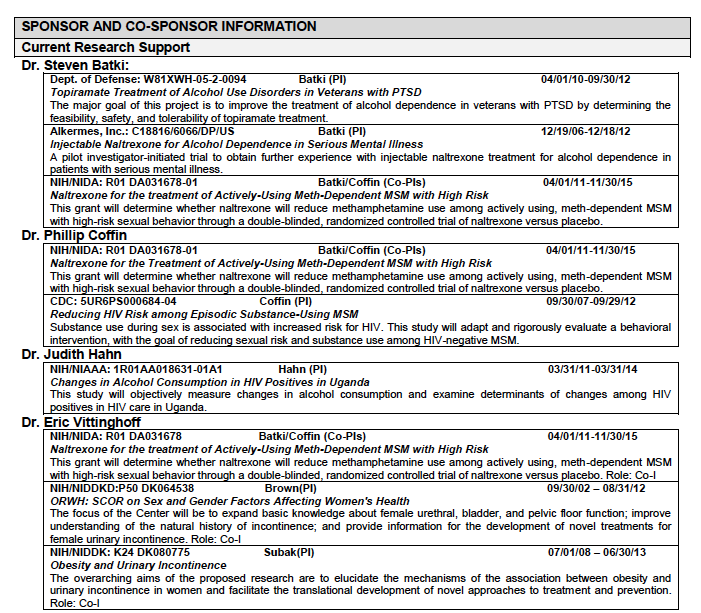 SPONSOR AND CO-SPONSOR INFORMATION
Current Research Support
Dr. Steven Batki:
Dept. of Defense: W81XWH-05-2-0094 Batki (PI) 04/01/10-09/30/12
Topiramate Treatment of Alcohol Use Disorders in Veterans with PTSD
The major goal of this project is to improve the treatment of alcohol dependence in veterans with PTSD by determining the
feasibility, safety, and tolerability of topiramate treatment.
Alkermes, Inc.: C18816/6066/DP/US Batki (PI) 12/19/06-12/18/12
Injectable Naltrexone for Alcohol Dependence in Serious Mental Illness
A pilot investigator-initiated trial to obtain further experience with injectable naltrexone treatment for alcohol dependence in
patients with serious mental illness.
NIH/NIDA: R01 DA031678-01 Batki/Coffin (Co-PIs) 04/01/11-11/30/15
Naltrexone for the treatment of Actively-Using Meth-Dependent MSM with High Risk
This grant will determine whether naltrexone will reduce methamphetamine use among actively using, meth-dependent MSM
with high-risk sexual behavior through a double-blinded, randomized controlled trial of naltrexone versus placebo.
Dr. Phillip Coffin
NIH/NIDA: R01 DA031678-01 Batki/Coffin (Co-PIs) 04/01/11-11/30/15
Naltrexone for the Treatment of Actively-Using Meth-Dependent MSM with High Risk
This grant will determine whether naltrexone will reduce methamphetamine use among actively using, meth-dependent MSM
with high-risk sexual behavior through a double-blinded, randomized controlled trial of naltrexone versus placebo.
CDC: 5UR6PS000684-04 Coffin (PI) 09/30/07-09/29/12
Reducing HIV Risk among Episodic Substance-Using MSM
Substance use during sex is associated with increased risk for HIV. This study will adapt and rigorously evaluate a behavioral
intervention, with the goal of reducing sexual risk and substance use among HIV-negative MSM.
Dr. Judith Hahn
NIH/NIAAA: 1R01AA018631-01A1 Hahn (PI) 03/31/11-03/31/14
Changes in Alcohol Consumption in HIV Positives in Uganda
This study will objectively measure changes in alcohol consumption and examine determinants of changes among HIV
positives in HIV care in Uganda.
Dr. Eric Vittinghoff
NIH/NIDA: R01 DA031678 Batki/Coffin (Co-PIs) 04/01/11-11/30/15
Naltrexone for the treatment of Actively-Using Meth-Dependent MSM with High Risk
This grant will determine whether naltrexone will reduce methamphetamine use among actively using, meth-dependent MSM
with high-risk sexual behavior through a double-blinded, randomized controlled trial of naltrexone versus placebo. Role: Co-I
NIH/NIDDKD:P50 DK064538 Brown(PI) 09/30/02 – 08/31/12
ORWH: SCOR on Sex and Gender Factors Affecting Women's Health
The focus of the Center will be to expand basic knowledge about female urethral, bladder, and pelvic floor function; improve
understanding of the natural history of incontinence; and provide information for the development of novel treatments for
female urinary incontinence. Role: Co-I
NIH/NIDDK: K24 DK080775 Subak(PI) 07/01/08 – 06/30/13
Obesity and Urinary Incontinence
The overarching aims of the proposed research are to elucidate the mechanisms of the association between obesity and
urinary incontinence in women and facilitate the translational development of novel approaches to treatment and prevention.
Role: Co-I